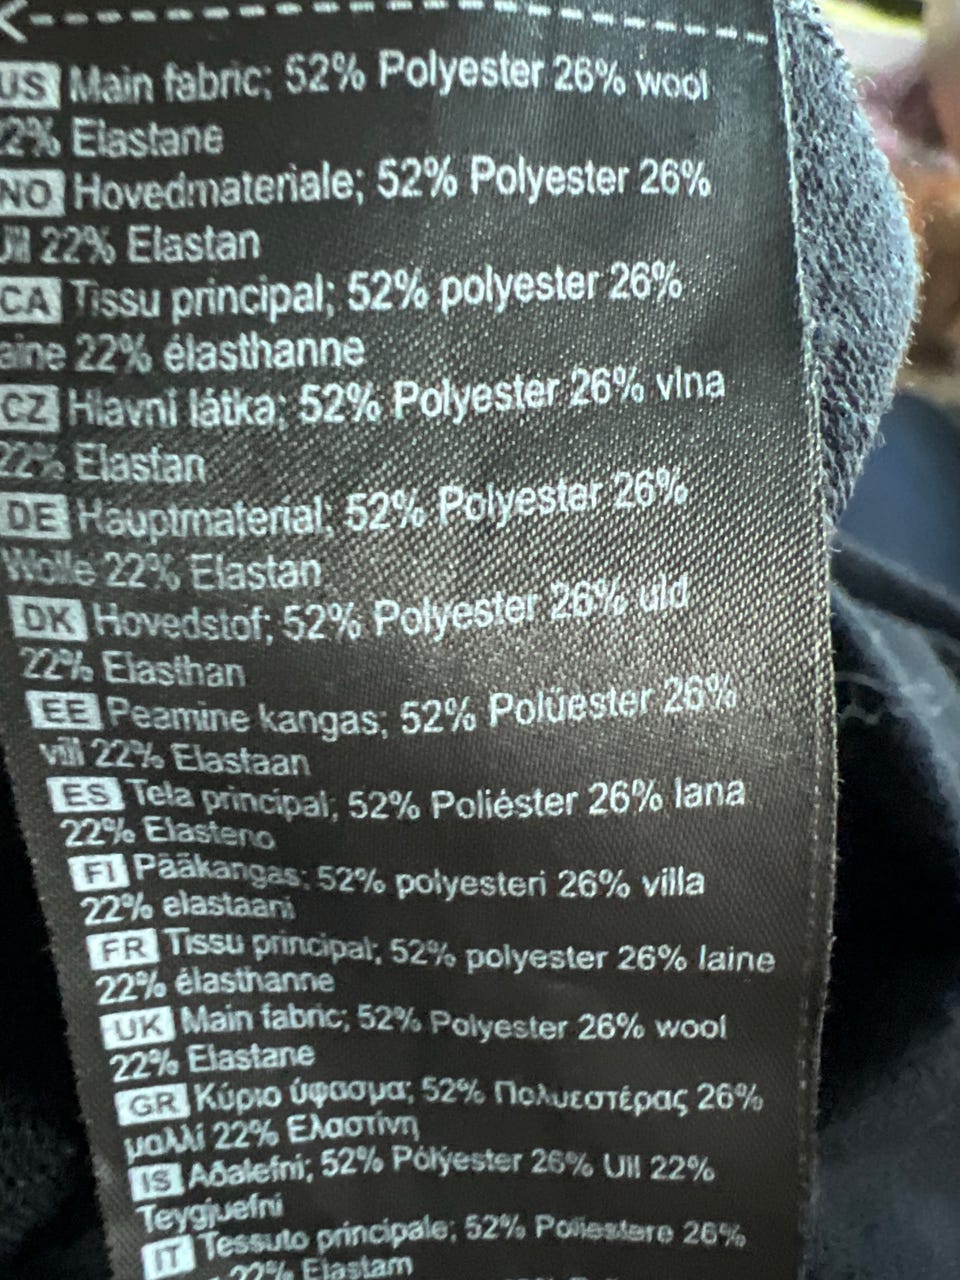 US Main fabric; 52% Polyester 26% wool
22% Elastane
NO Hovedmateriale; 52% Polyester 26%
Ull 22% Elastan
CA Tissu principal; 52% polyester 26%
aine 22% élasthanne
CZ Hlavní látka; 52% Polyester 26% vlna
22% Elastan
DE Hauptmaterial; 52% Polyester 26%
Wolle 22% Elastan
DK Hovedstof; 52% Polyester 26% uld
22% Elasthan
EE Peamine kangas; 52% Polüester 26%
vill 22% Elastaan
ES Tela principal; 52% Poliéster 26% lana
22% Elasteno
FI Pääkangas; 52% polyesteri 26% villa
22% elastaani
FR Tissu principal; 52% polyester 26% laine
22% élasthanne
UK Main fabric; 52% Polyester 26% wool
22% Elastane
GR Κύριο ύφασμα; 52% Πολυεστέρας 26%
μαλλί 22% Ελαστίνη
IS Aðalefni; 52% Pólýester 26% Ull 22%
Teygjuefni
IT Tessuto principale; 52% Poliestere 26%
22% Elastam